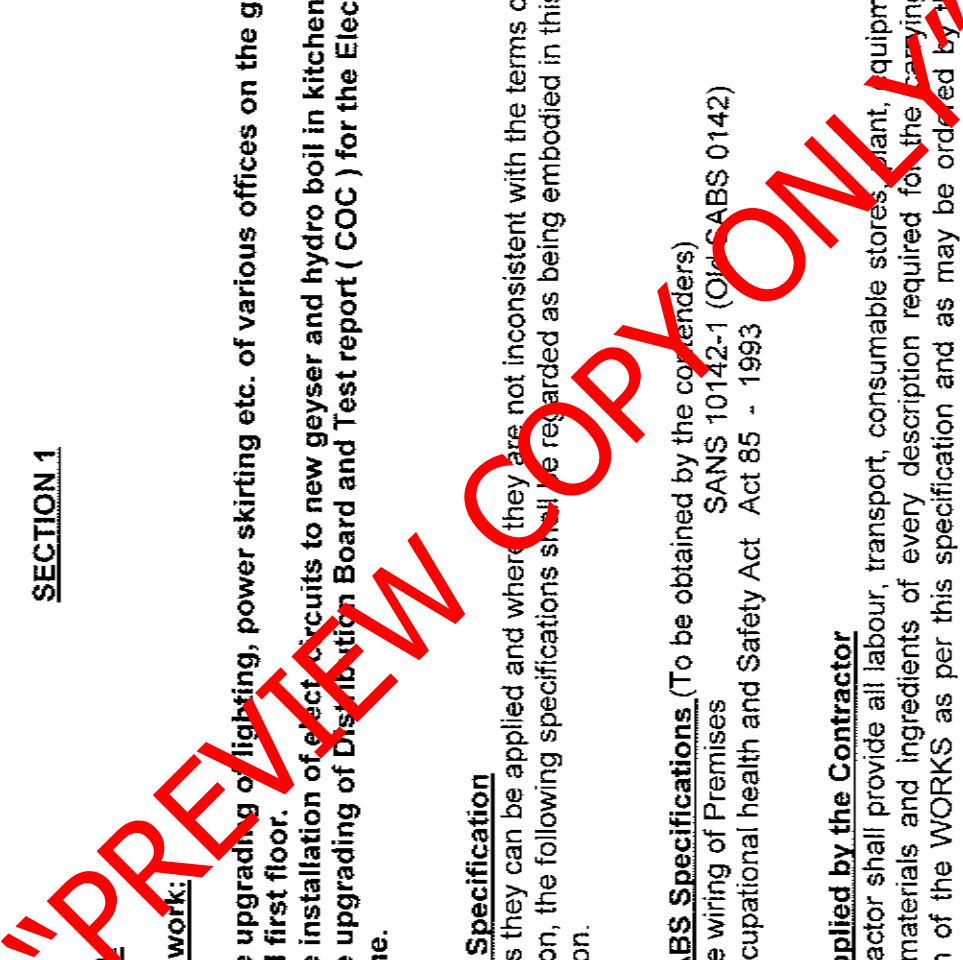 SECTION 1
work:
upgrading of lighting, power skirting etc. of various offices on the g
first floor.
installation of elect. circuits to new geyser and hydro boil in kitchen
upgrading of Distribution Board and Test report ( COC ) for the Elec
ne.
Specification
s they can be applied and where they are not inconsistent with the terms o
on, the following specifications shall be regarded as being embodied in this
on.
ABS Specifications (To be obtained by the contenders)
e wiring of Premises SANS 10142-1 (Old SABS 0142)
cupational health and Safety Act Act 85 - 1993
pplied by the Contractor
actor shall provide all labour, transport, consumable stores, plant, equipm
materials and ingredients of every description required for the carrying
n of the WORKS as per this specification and as may be ordered by th
"PREVIEW COPY ONLY"